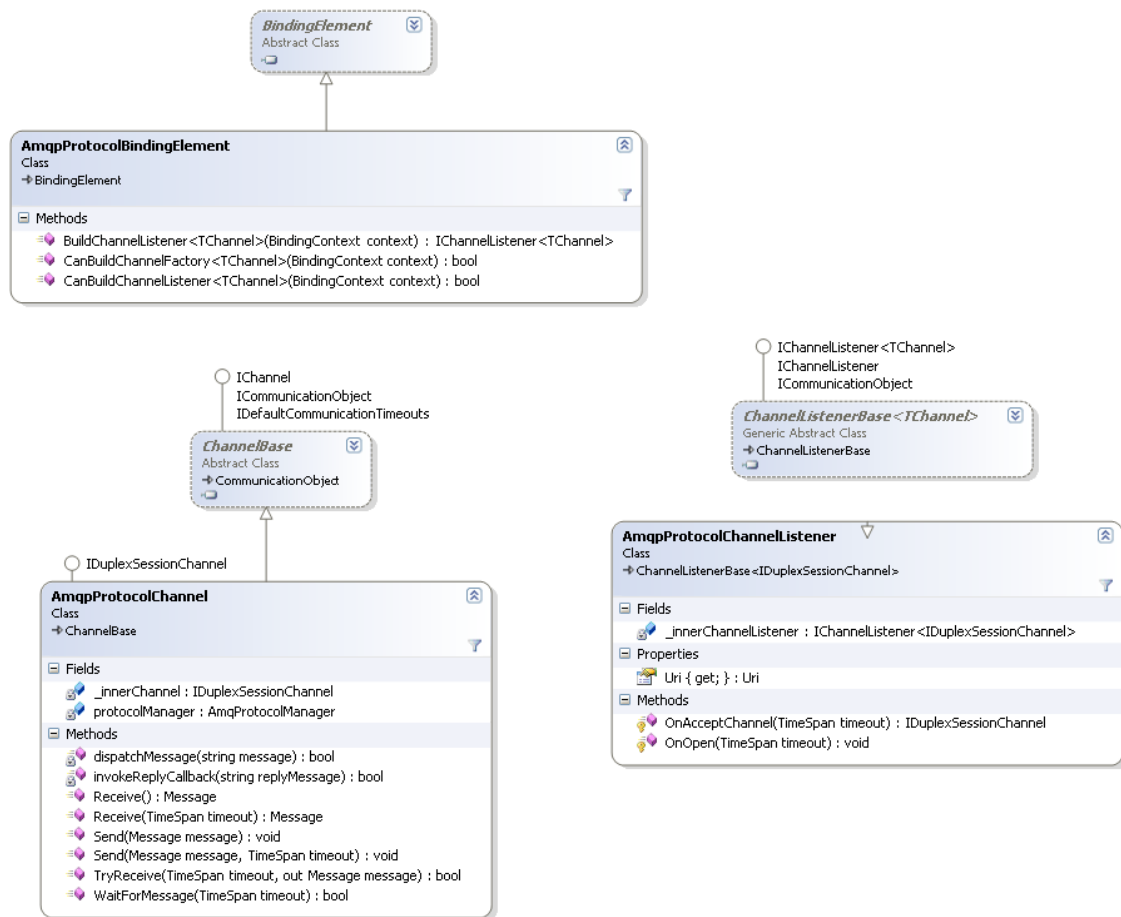 BindingElement
Abstract Class
AmqpProtocolBindingElement
Class
BindingElement
Methods
BuildChannelListener<TChannel>(BindingContext context) : IChannelListener<TChannel>
CanBuildChannelFactory<TChannel>(BindingContext context) : bool
CanBuildChannelListener<TChannel>(BindingContext context) : bool
IChannel
ICommunicationObject
IDefaultCommunicationTimeouts
ChannelBase
Abstract Class
CommunicationObject
IDuplexSessionChannel
AmqpProtocolChannel
Class
ChannelBase
Fields
_innerChannel : IDuplexSessionChannel
protocolManager : AmqProtocolManager
Methods
dispatchMessage(string message) : bool
invokeReplyCallback(string replyMessage) : bool
Receive() : Message
Receive(TimeSpan timeout) : Message
Send(Message message) : void
Send(Message message, TimeSpan timeout) : void
TryReceive(TimeSpan timeout, out Message message) : bool
WaitForMessage(TimeSpan timeout) : bool
IChannelListener<TChannel>
IChannelListener
ICommunicationObject
ChannelListenerBase<TChannel>
Generic Abstract Class
ChannelListenerBase
AmqpProtocolChannelListener
Class
ChannelListenerBase<IDuplexSessionChannel>
Fields
_innerChannelListener : IChannelListener<IDuplexSessionChannel>
Properties
Uri { get; } : Uri
Methods
OnAcceptChannel(TimeSpan timeout) : IDuplexSessionChannel
OnOpen(TimeSpan timeout) : void